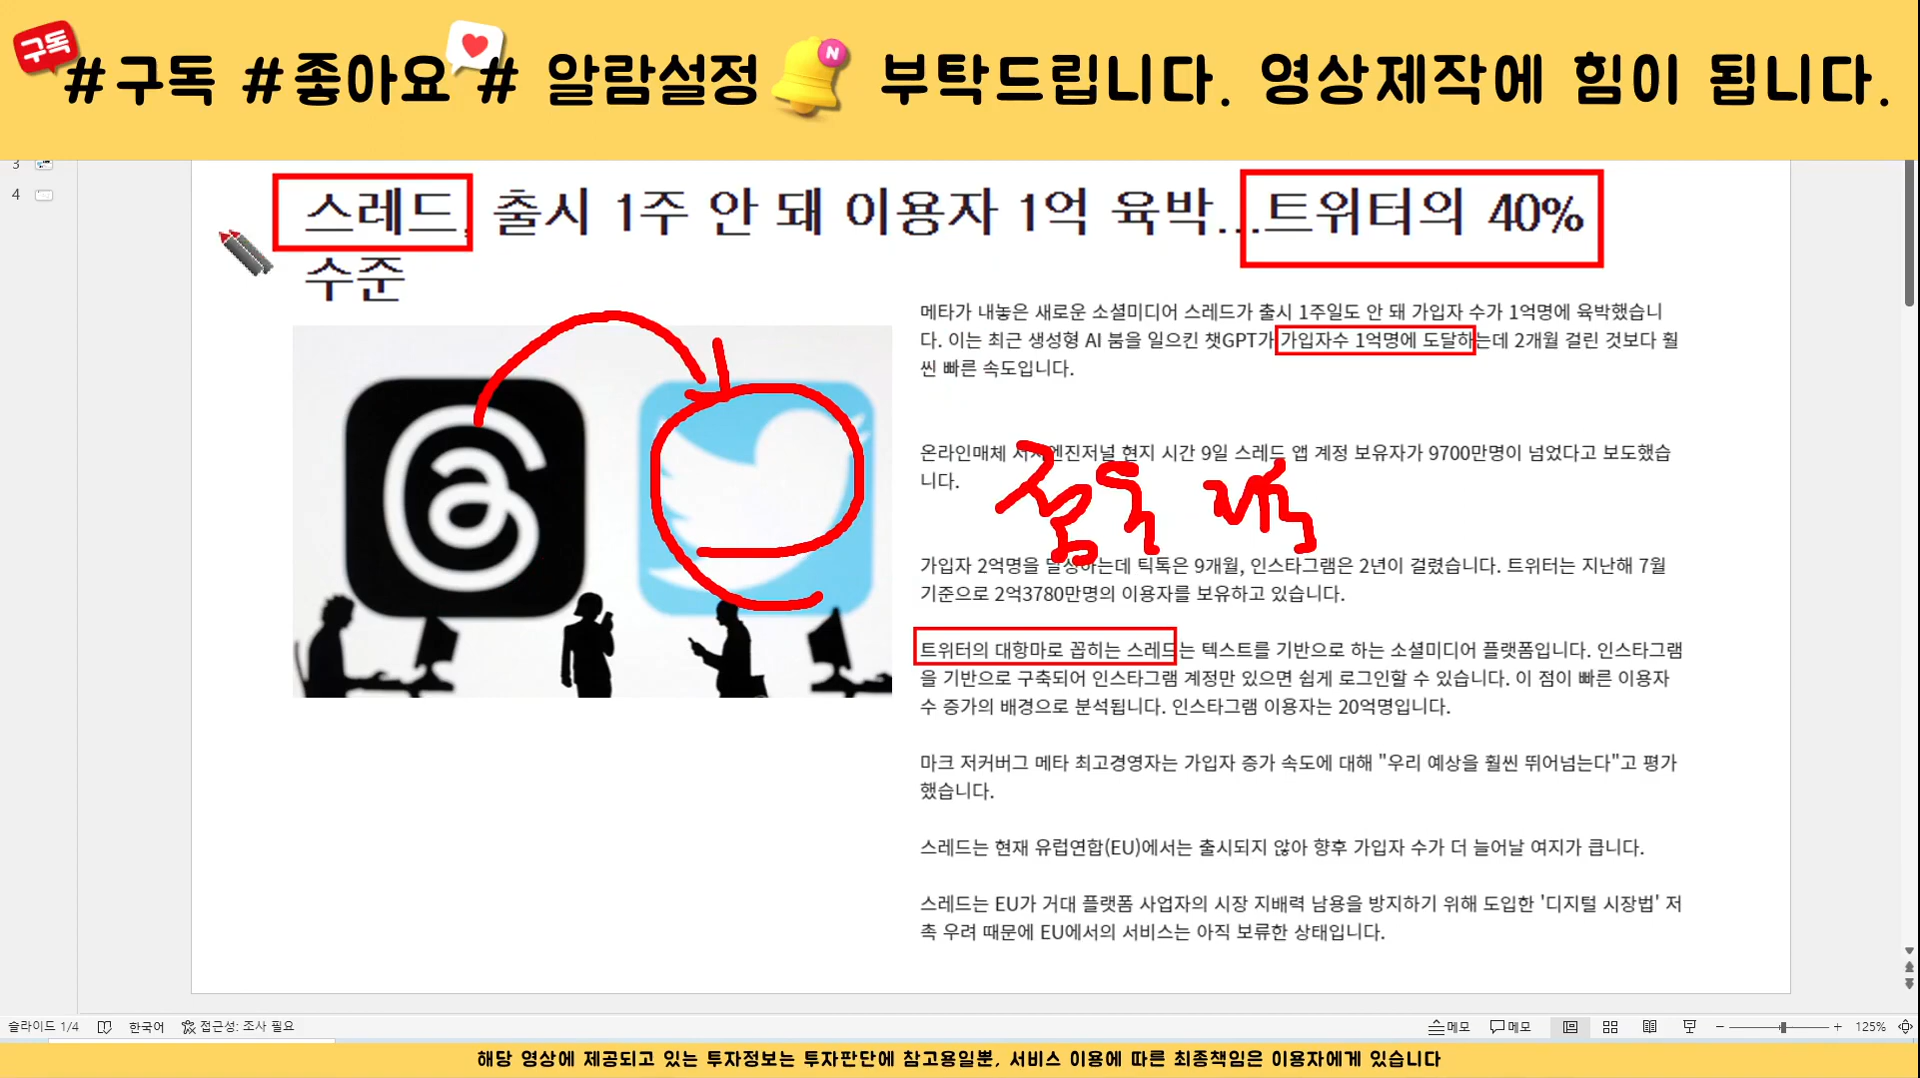 구독
#구독 #좋아요 # 알람설정 N 부탁드립니다. 영상제작에 힘이 됩니다.
3
4
스레드, 출시 1주 안 돼 이용자 1억 육박...트위터의 40%
수준
메타가 내놓은 새로운 소셜미디어 스레드가 출시 1주일도 안 돼 가입자 수가 1억명에 육박했습니
다. 이는 최근 생성형 AI 붐을 일으킨 챗GPT가 가입자수 1억명에 도달하는데 2개월 걸린 것보다 훨
씬 빠른 속도입니다.
온라인매체 서치엔진저널 현지 시간 9일 스레드 앱 계정 보유자가 9700만명이 넘었다고 보도했습
니다.
가입자 2억명을 달성하는데 틱톡은 9개월, 인스타그램은 2년이 걸렸습니다. 트위터는 지난해 7월
기준으로 2억3780만명의 이용자를 보유하고 있습니다.
트위터의 대항마로 꼽히는 스레드는 텍스트를 기반으로 하는 소셜미디어 플랫폼입니다. 인스타그램
을 기반으로 구축되어 인스타그램 계정만 있으면 쉽게 로그인할 수 있습니다. 이 점이 빠른 이용자
수 증가의 배경으로 분석됩니다. 인스타그램 이용자는 20억명입니다.
마크 저커버그 메타 최고경영자는 가입자 증가 속도에 대해 "우리 예상을 훨씬 뛰어넘는다"고 평가
했습니다.
스레드는 현재 유럽연합(EU)에서는 출시되지 않아 향후 가입자 수가 더 늘어날 여지가 큽니다.
스레드는 EU가 거대 플랫폼 사업자의 시장 지배력 남용을 방지하기 위해 도입한 '디지털 시장법' 저
촉 우려 때문에 EU에서의 서비스는 아직 보류한 상태입니다.
슬라이드 1/4 한국어 접근성: 조사 필요 메모 메모 125%
해당 영상에 제공되고 있는 투자정보는 투자판단에 참고용일뿐, 서비스 이용에 따른 최종책임은 이용자에게 있습니다